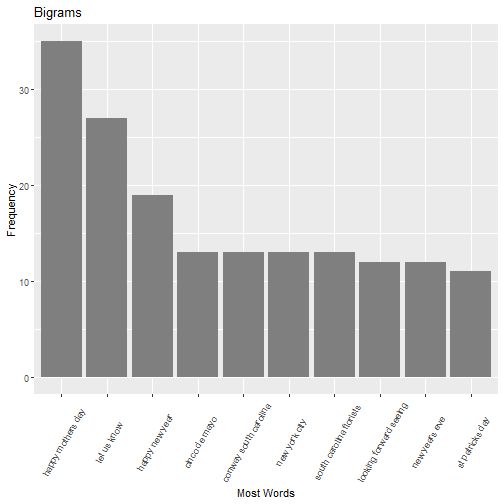 Bigrams
Frequency
30
20
10
0
happy mothers day
let us know
happy new year
cinco de mayo
conway south carolina
new york city
south carolina florists
looking forward seeing
new years eve
st patricks day
Most Words